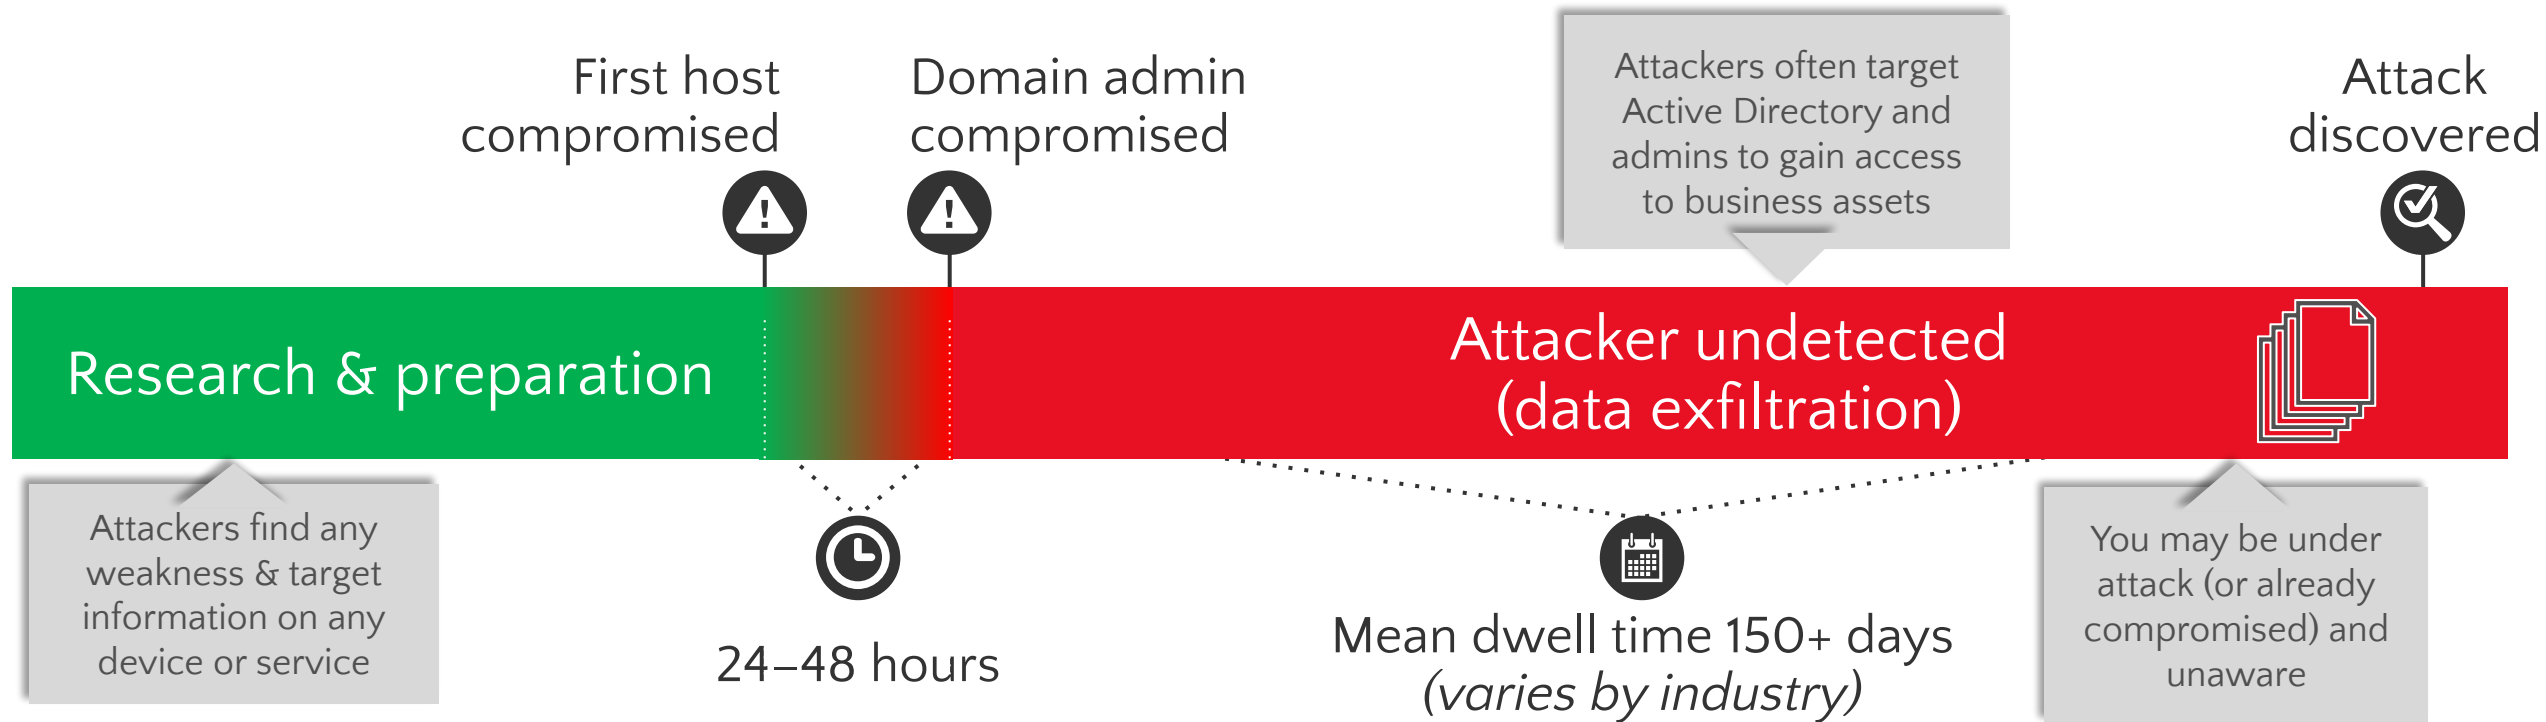 First host
compromised
Domain admin
compromised
Attackers often target
Active Directory and
admins to gain access
to business assets
Attack
discovered
Research & preparation
Attacker undetected
(data exfiltration)
Attackers find any
weakness & target
information on any
device or service
24–48 hours
Mean dwell time 150+ days
(varies by industry)
You may be under
attack (or already
compromised) and
unaware